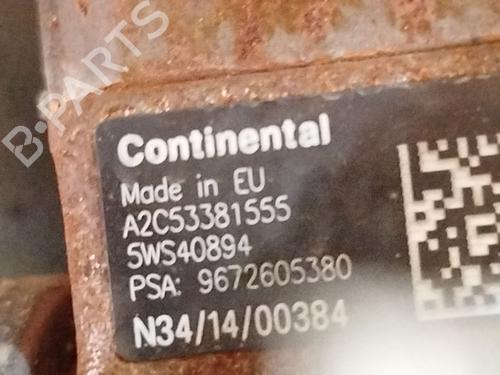 B-PARTS
Continental
Made in EU
A2C53381555
5WS40894
PSA: 9672605380
N34/14/00384